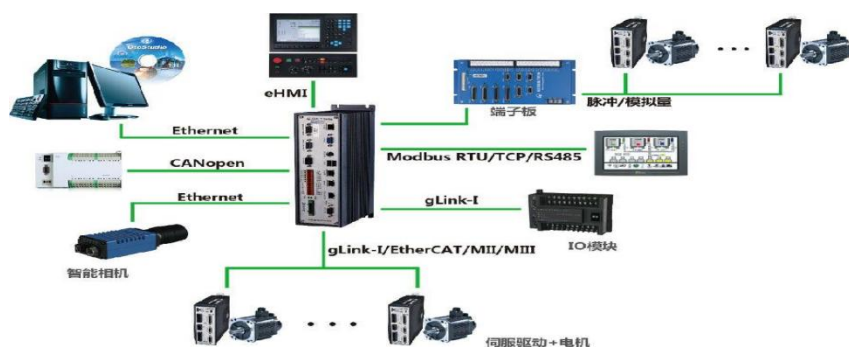 eHMI
端子板
脉冲/模拟量
Ethernet
CANopen
Modbus RTU/TCP/RS485
Ethernet
gLink-I
智能相机
IO模块
gLink-I/EtherCAT/MII/MIII
伺服驱动+电机